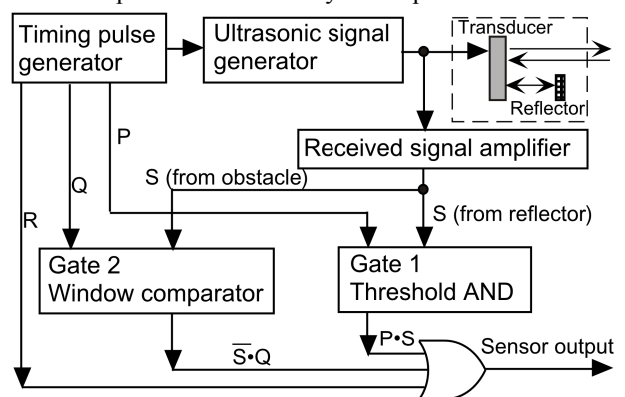 Timing pulse
generator
Ultrasonic signal
generator
Transducer
Reflector
P
Received signal amplifier
Q
S (from obstacle)
R
S (from reflector)
Gate 2
Window comparator
Gate 1
Threshold AND
P•S
Sensor output
S̅•Q